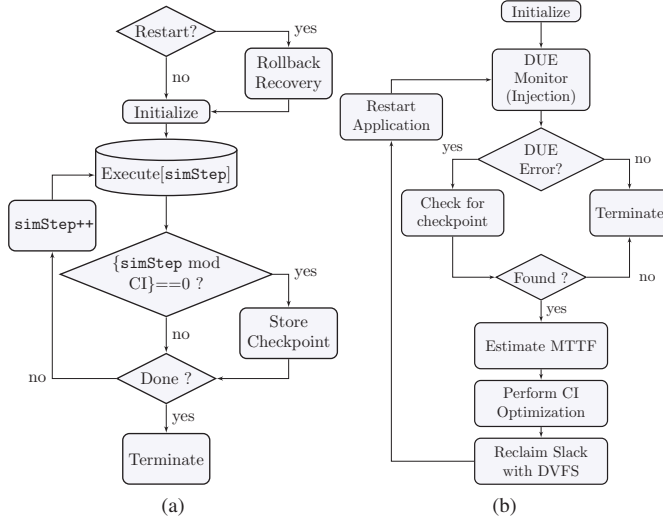 Restart?
yes
no
Rollback
Recovery
Initialize
Execute[simStep]
simStep++
{simStep mod
CI}==0 ?
yes
no
Store
Checkpoint
Done ?
no
yes
Terminate
(a)
Initialize
DUE
Monitor
(Injection)
Restart
Application
DUE
Error?
yes
no
Check for
checkpoint
Terminate
Found ?
no
yes
Estimate MTTF
Perform CI
Optimization
Reclaim Slack
with DVFS
(b)